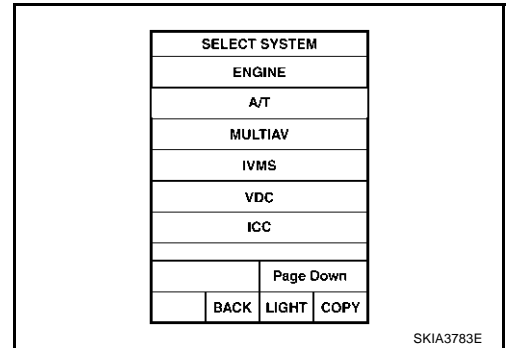 SELECT SYSTEM
ENGINE
A/T
MULTIAV
IVMS
VDC
ICC
Page Down
BACK LIGHT COPY
SKIA3783E